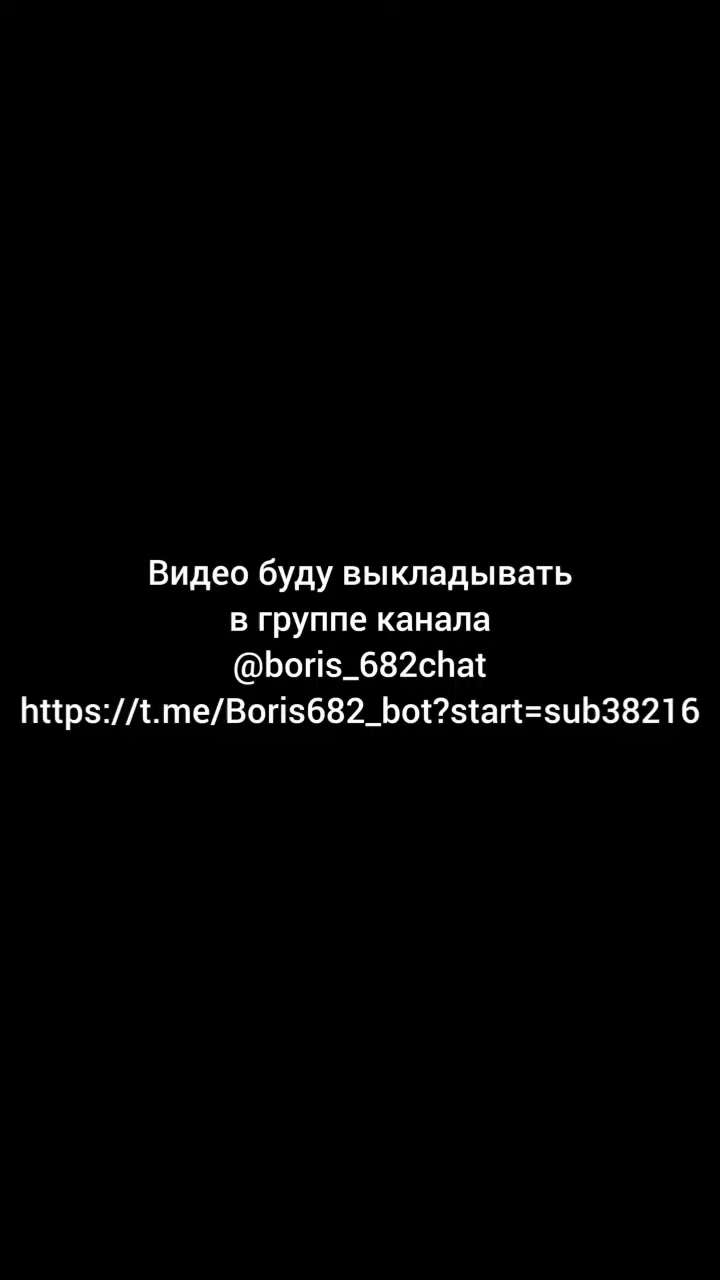 Видео буду выкладывать
в группе канала
@boris_682chat
https://t.me/Boris682_bot?start=sub38216